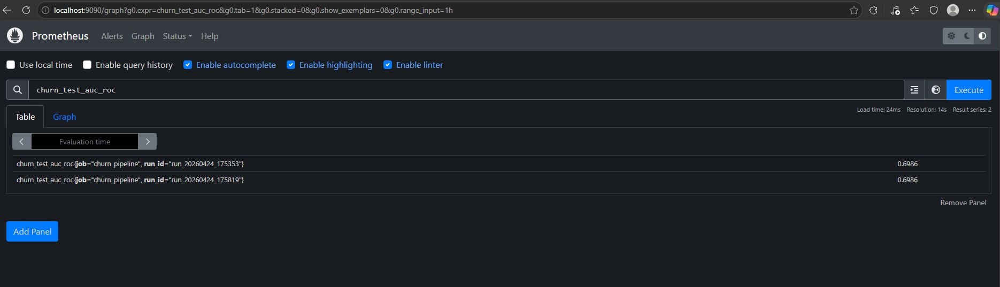 localhost:9090/graph?g0.expr=churn_test_auc_roc&g0.tab=1&g0.stacked=0&g0.show_exemplars=0&g0.range_input=1h
Prometheus Alerts Graph Status Help
Use local time Enable query history Enable autocomplete Enable highlighting Enable linter
churn_test_auc_roc Execute
Table Graph Load time: 24ms Resolution: 14s Result series: 2
Evaluation time
churn_test_auc_roc{job="churn_pipeline", run_id="run_20260424_175353"} 0.6986
churn_test_auc_roc{job="churn_pipeline", run_id="run_20260424_175819"} 0.6986
Remove Panel
Add Panel